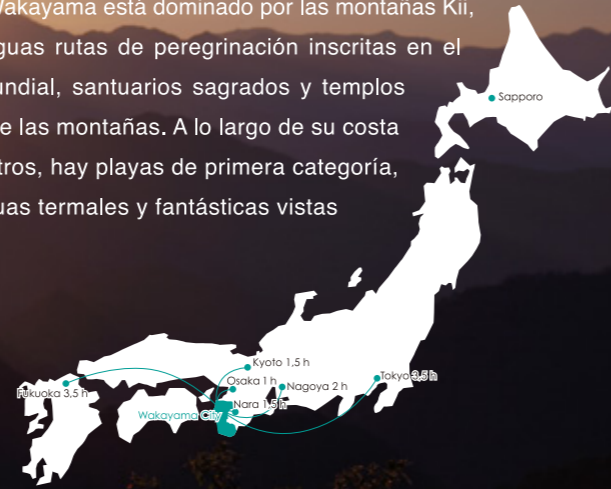 Wakayama está dominado por las montañas Kii,
guas rutas de peregrinación inscritas en el
undial, santuarios sagrados y templos
e las montañas. A lo largo de su costa
tros, hay playas de primera categoría,
uas termales y fantásticas vistas
Sapporo
Kyoto 1,5 h
Osaka 1 h
Nagoya 2 h
Tokyo 3,5 h
Fukuoka 3,5 h
Nara 1,5 h
Wakayama City